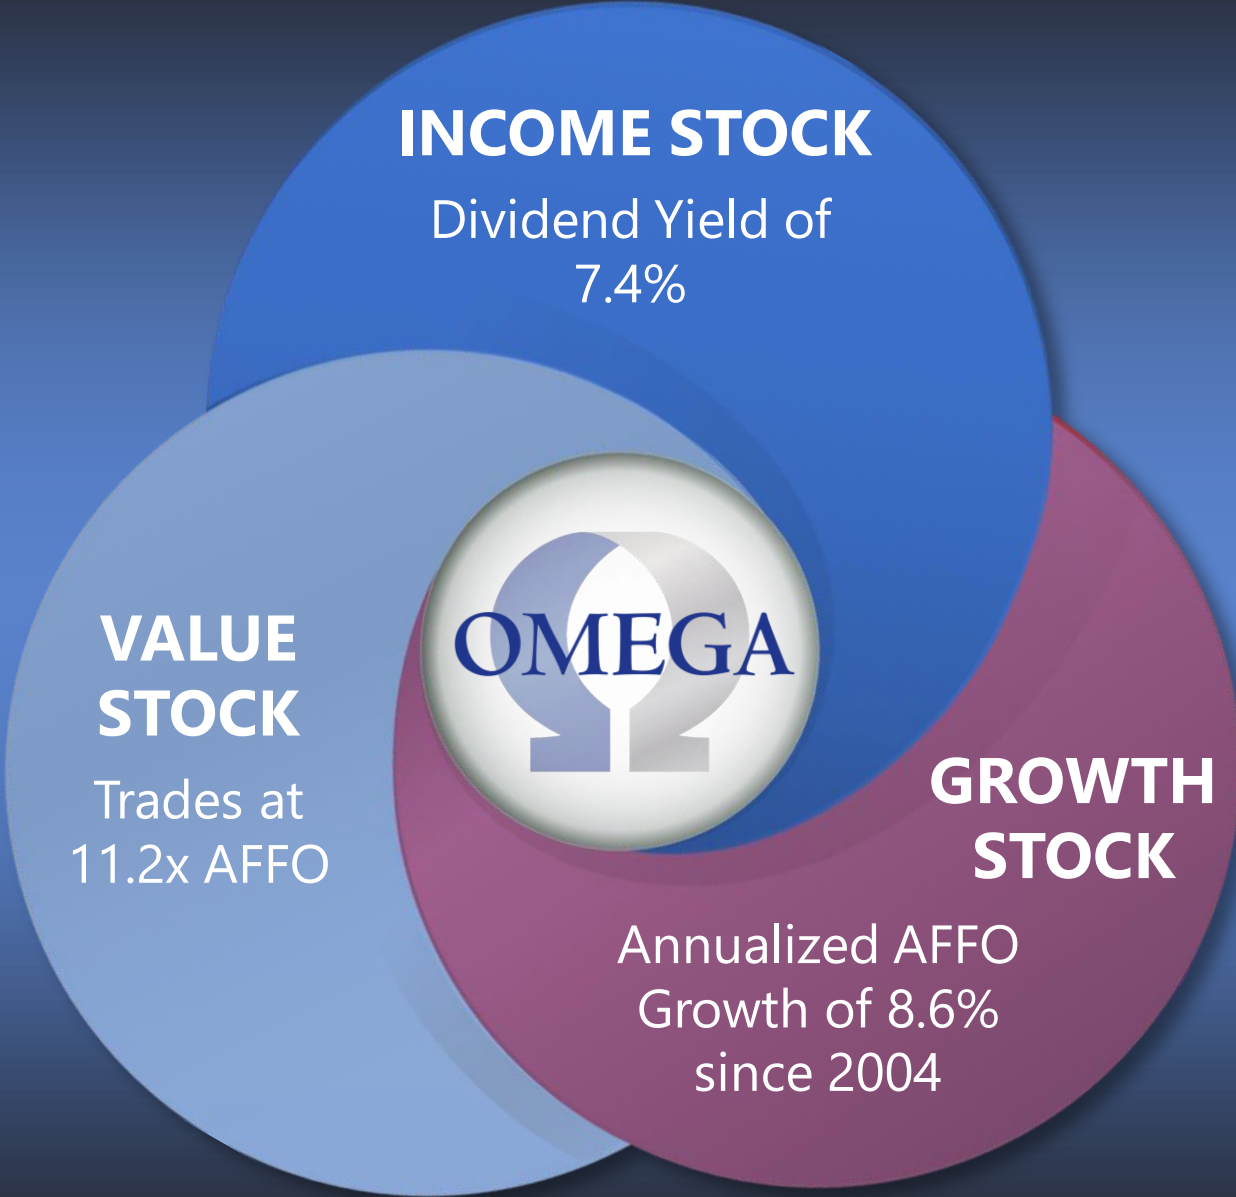 INCOME STOCK
Dividend Yield of
7.4%
OMEGA
VALUE
STOCK
Trades at
11.2x AFFO
GROWTH
STOCK
Annualized AFFO
Growth of 8.6%
since 2004